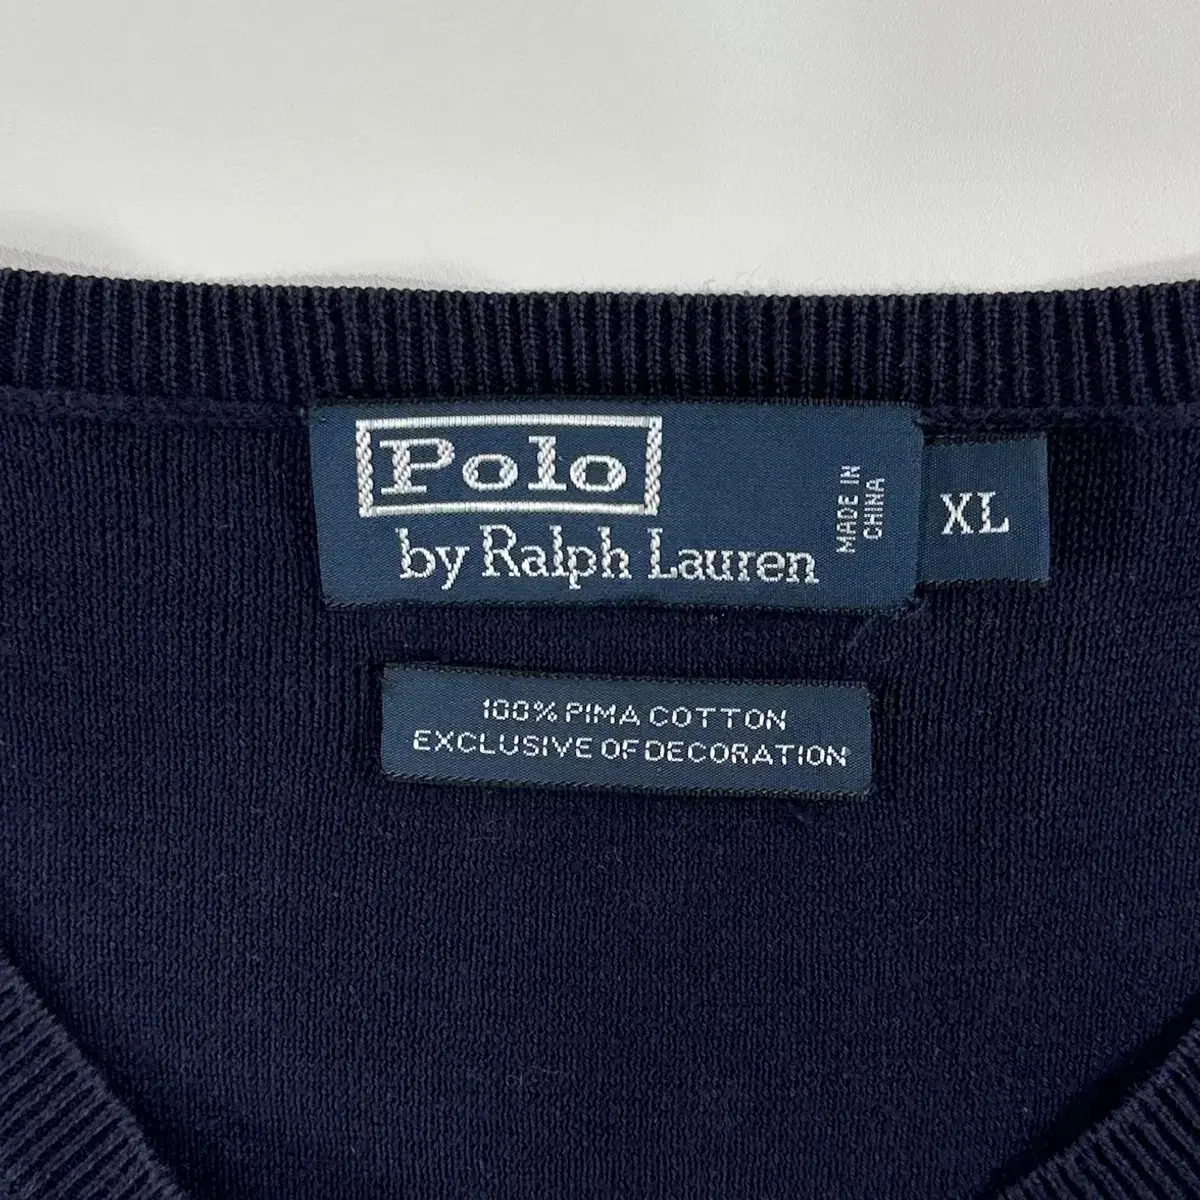 Polo
by Ralph Lauren
MADE IN
CHINA
XL
100% PIMA COTTON
EXCLUSIVE OF DECORATION